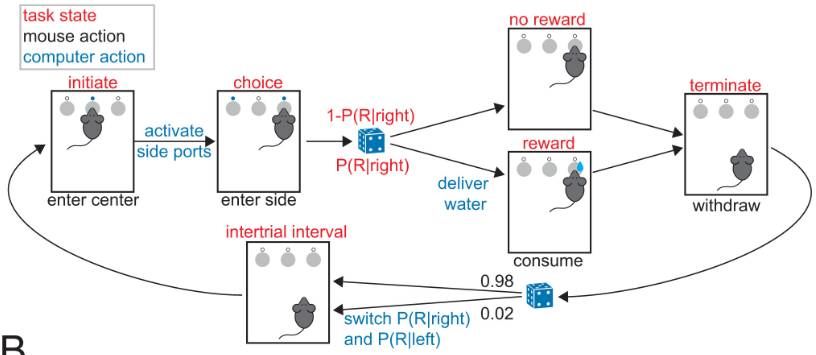 task state
mouse action
computer action
initiate
enter center
activate
side ports
choice
enter side
1-P(R|right)
P(R|right)
no reward
reward
deliver
water
consume
terminate
withdraw
intertrial interval
0.98
0.02
switch P(R|right)
and P(R|left)
B